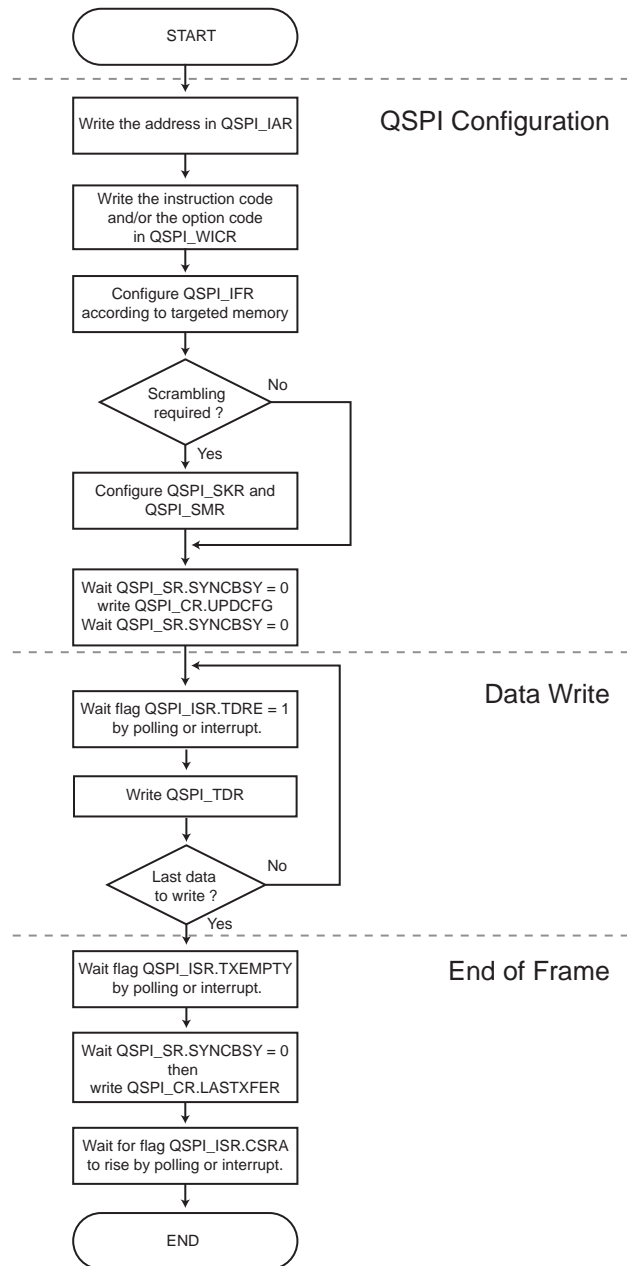 START
QSPI Configuration
Write the address in QSPI_IAR
Write the instruction code
and/or the option code
in QSPI_WICR
Configure QSPI_IFR
according to targeted memory
No
Scrambling
required ?
Yes
Configure QSPI_SKR and
QSPI_SMR
Wait QSPI_SR.SYNCBSY = 0
write QSPI_CR.UPDCFG
Wait QSPI_SR.SYNCBSY = 0
Data Write
Wait flag QSPI_ISR.TDRE = 1
by polling or interrupt.
Write QSPI_TDR
No
Last data
to write ?
Yes
End of Frame
Wait flag QSPI_ISR.TXEMPTY
by polling or interrupt.
Wait QSPI_SR.SYNCBSY = 0
then
write QSPI_CR.LASTXFER
Wait for flag QSPI_ISR.CSRA
to rise by polling or interrupt.
END